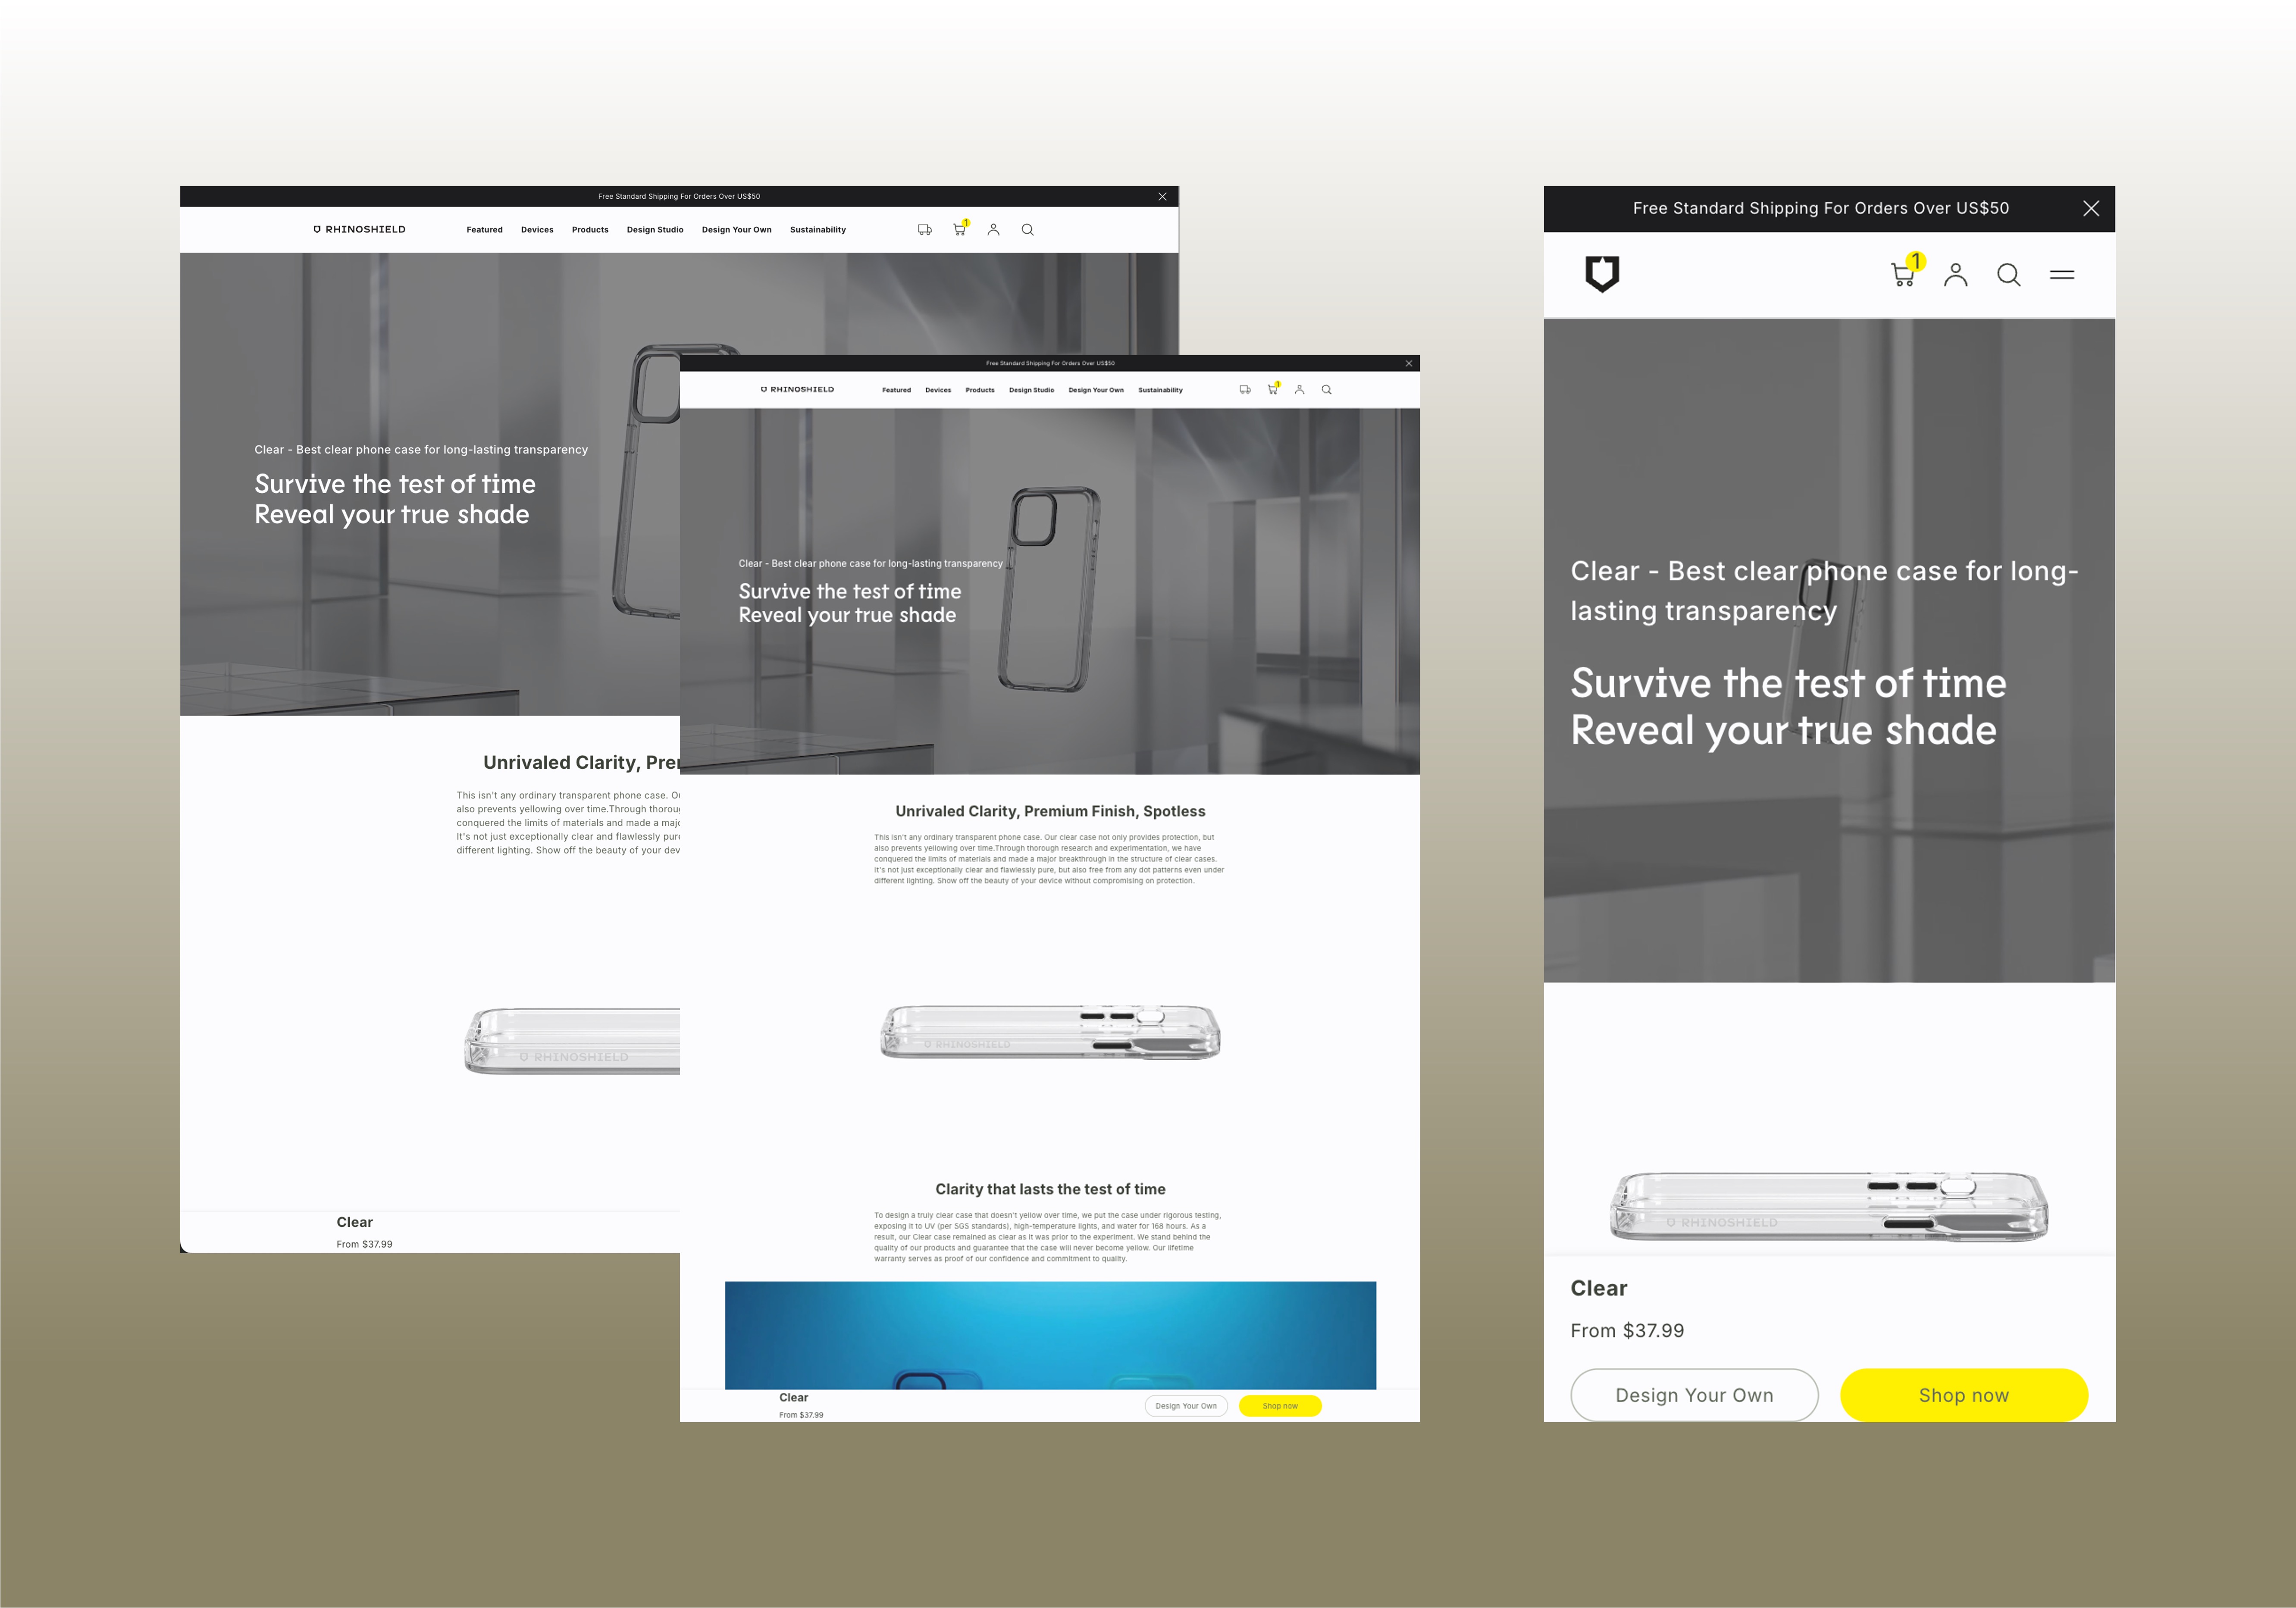 Free Standard Shipping For Orders Over US$50
RHINOSHIELD
Featured Devices Products Design Studio Design Your Own Sustainability
1
Clear - Best clear phone case for long-lasting transparency
Survive the test of time
Reveal your true shade
Unrivaled Clarity, Prer
This isn't any ordinary transparent phone case.
also prevents yellowing over time.Through
conquered the limits of materials and made a
It's not just exceptionally clear and flawlessly
different lighting. Show off the beauty of your
RHINOSHIELD
Clear
From $37.99
Free Standard Shipping For Orders Over US$50
RHINOSHIELD
Featured Devices Products Design Studio Design Your Own Sustainability
1
Clear - Best clear phone case for long-lasting transparency
Survive the test of time
Reveal your true shade
Unrivaled Clarity, Premium Finish, Spotless
This isn't any ordinary transparent phone case. Our clear case not only provides protection, but
also prevents yellowing over time.Through thorough research and experimentation, we have
conquered the limits of materials and made a major breakthrough in the structure of clear cases.
It's not just exceptionally clear and flawlessly pure, but also free from any dot patterns even under
different lighting. Show off the beauty of your device without compromising on protection.
RHINOSHIELD
Clarity that lasts the test of time
To design a truly clear case that doesn't yellow over time, we put the case under rigorous testing,
exposing it to UV (per SGS standards), high-temperature lights, and water for 168 hours. As a
result, our Clear case remained as clear as it was prior to the experiment. We stand behind the
quality of our products and guarantee that the case will never become yellow. Our lifetime
warranty serves as proof of our confidence and commitment to quality.
Clear
From $37.99
Design Your Own
Shop now
Free Standard Shipping For Orders Over US$50
1
Clear - Best clear phone case for long-
lasting transparency
Survive the test of time
Reveal your true shade
RHINOSHIELD
Clear
From $37.99
Design Your Own
Shop now